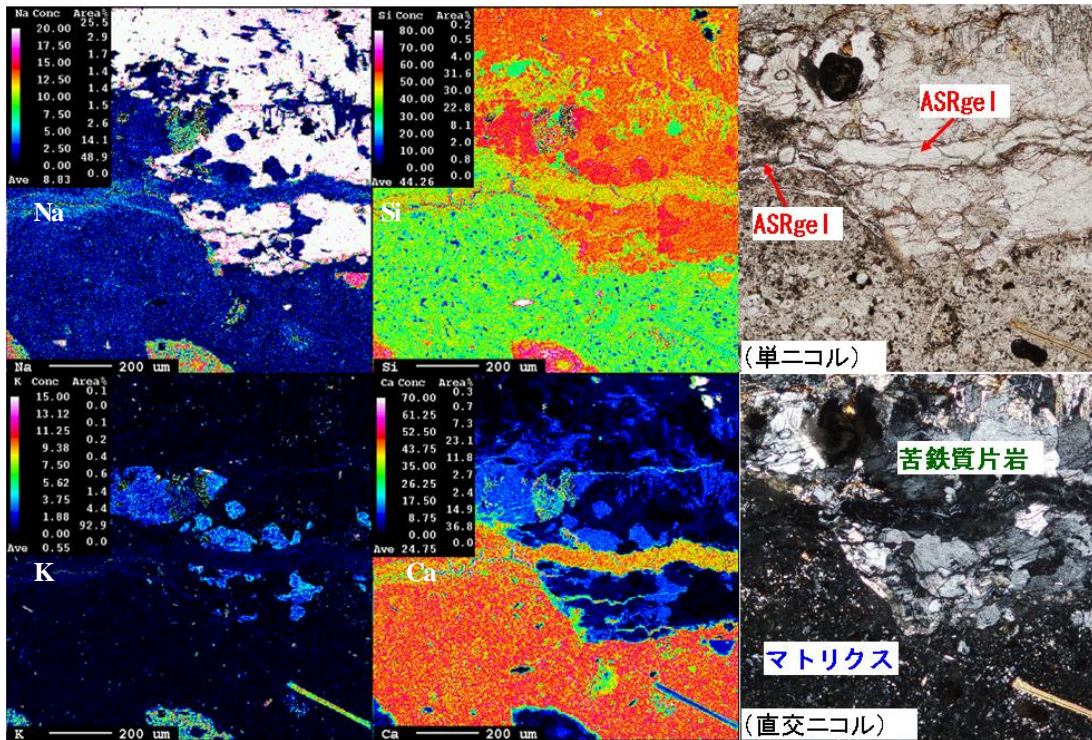 Na Conc Area%
25.5
20.00
2.9
17.50
1.7
15.00
1.4
12.50
1.4
10.00
1.5
7.50
2.6
5.00
14.1
2.50
48.9
0.00
0.0
Ave 8.83
Na
Na
200 um
Si Conc Area%
0.2
80.00
0.5
70.00
4.0
60.00
31.6
50.00
30.0
40.00
22.8
30.00
8.1
20.00
2.0
10.00
0.8
0.00
0.0
Ave 44.26
Si
Si
200 um
ASRgel
ASRgel
(単ニコル)
K Conc Area%
0.1
15.00
0.0
13.12
0.0
11.25
0.2
9.38
0.4
7.50
0.6
5.62
1.4
3.75
4.4
1.88
92.9
0.00
0.0
Ave 0.55
K
K
200 um
Ca Conc Area%
0.3
70.00
0.7
61.25
7.3
52.50
23.1
43.75
11.8
35.00
2.7
26.25
2.4
17.50
14.9
8.75
36.8
0.00
0.0
Ave 24.75
Ca
Ca
200 um
苦鉄質片岩
マトリクス
(直交ニコル)